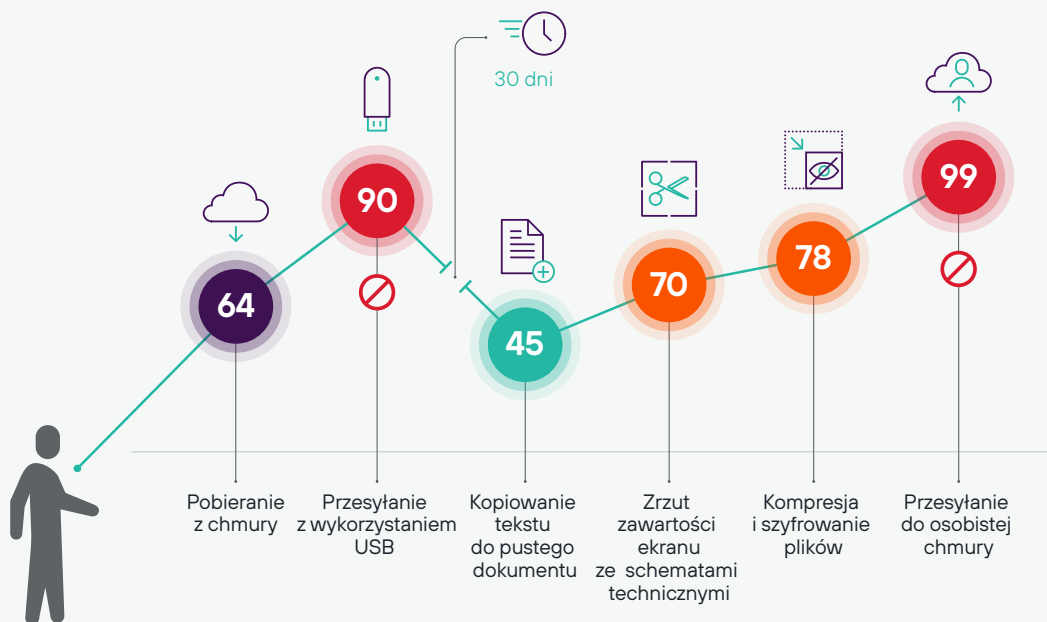 30 dni
64
90
45
70
78
99
Pobieranie
z chmury
Przesyłanie
z wykorzystaniem
USB
Kopiowanie
tekstu
do pustego
dokumentu
Zrzut
zawartości
ekranu
ze schematami
technicznymi
Kompresja
i szyfrowanie
plików
Przesyłanie
do osobistej
chmury